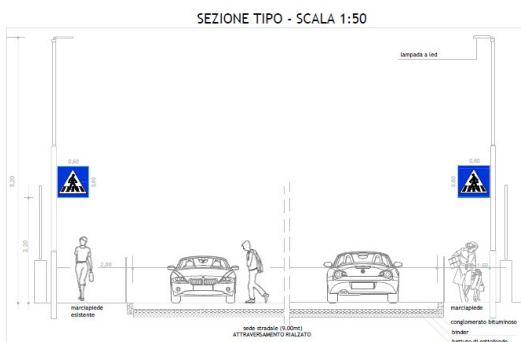 SEZIONE TIPO - SCALA 1:50
lampada a led
0.60
0.60
0.60
0.60
5.20
2.20
2.00
1.50
marciapiede
esistente
marciapiede
sede stradale (9.00mt)
ATTRAVERSAMENTO RIALZATO
conglomerato bituminoso
binder